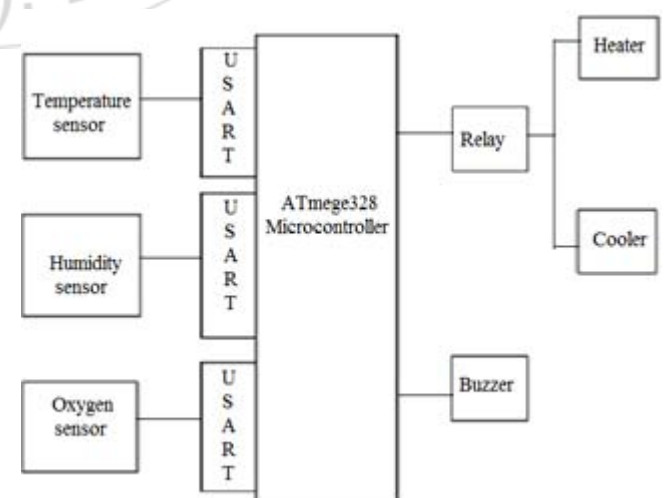 Temperature
sensor
U
S
A
R
T
Humidity
sensor
U
S
A
R
T
Oxygen
sensor
U
S
A
R
T
ATmege328
Microcontroller
Relay
Heater
Cooler
Buzzer